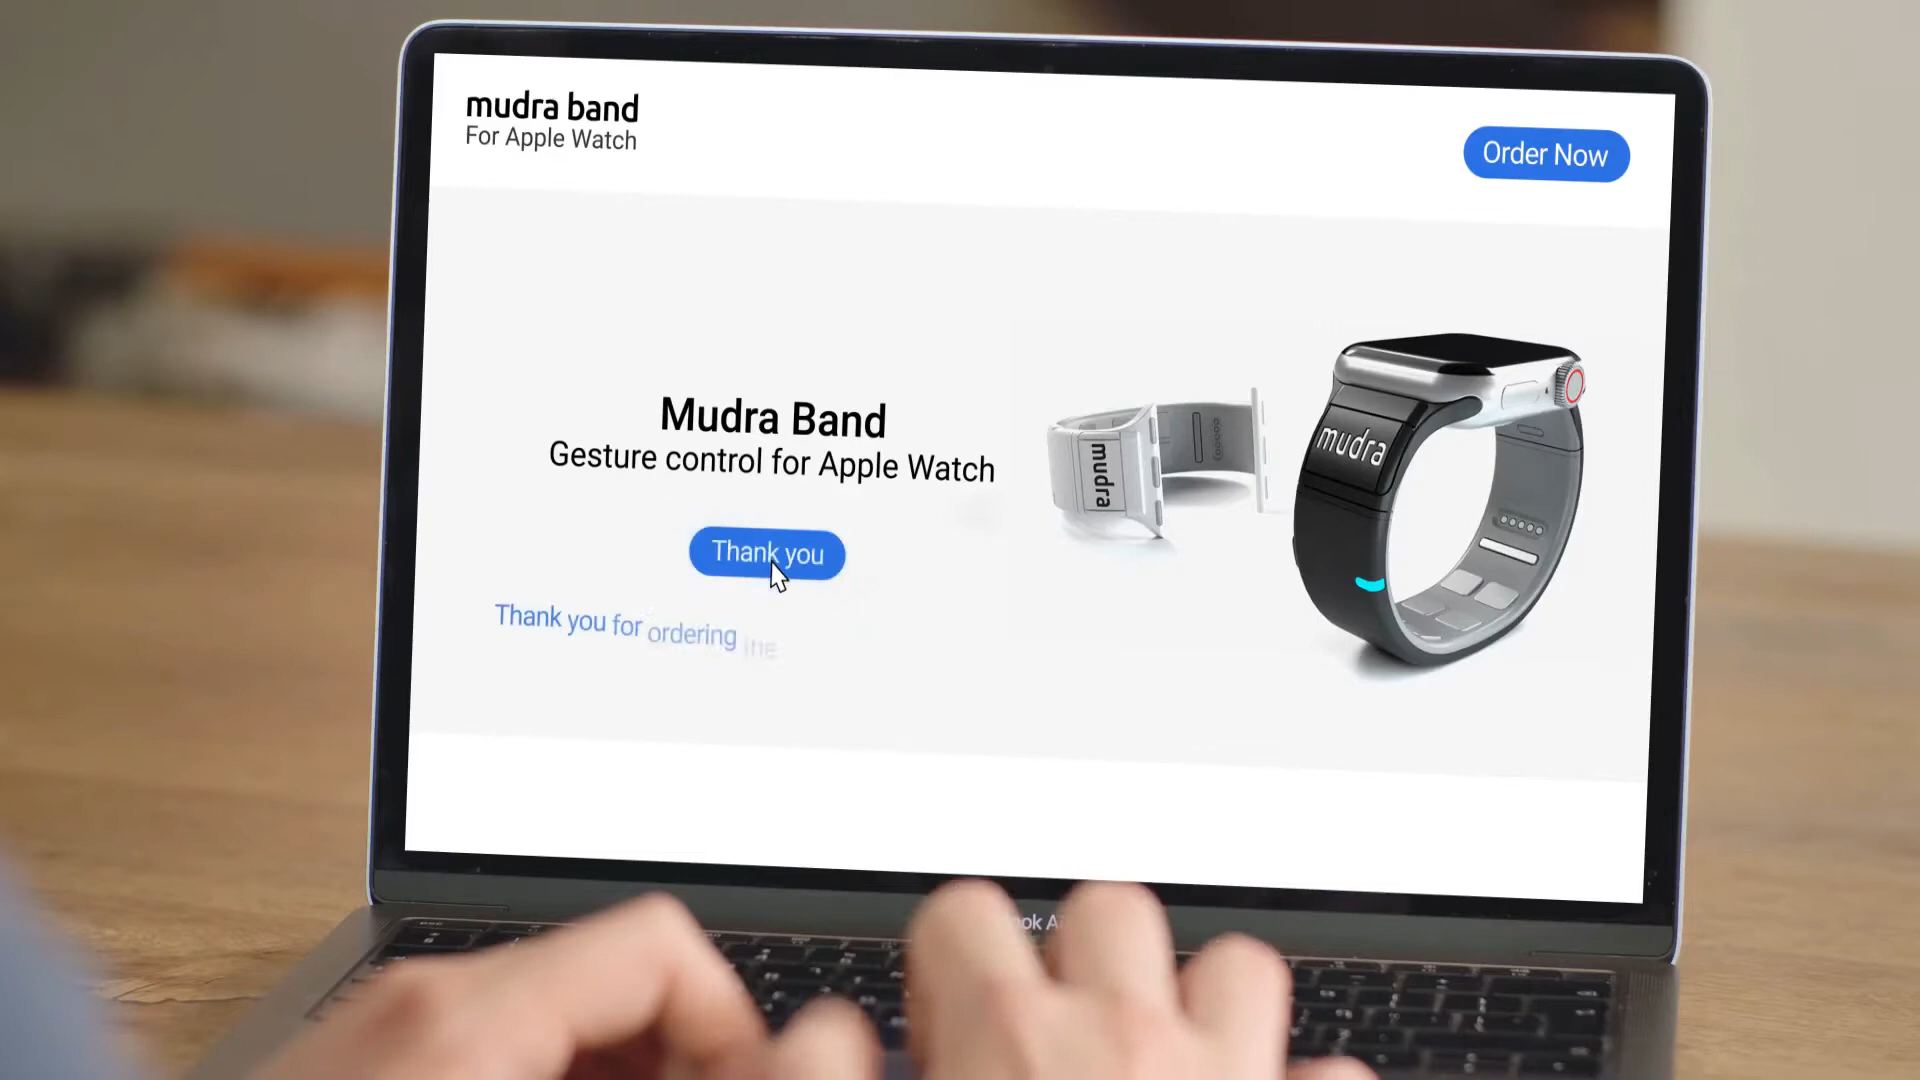 mudra band
For Apple Watch
Order Now
Mudra Band
Gesture control for Apple Watch
mudra
mudra
Thank you
Thank you for ordering the